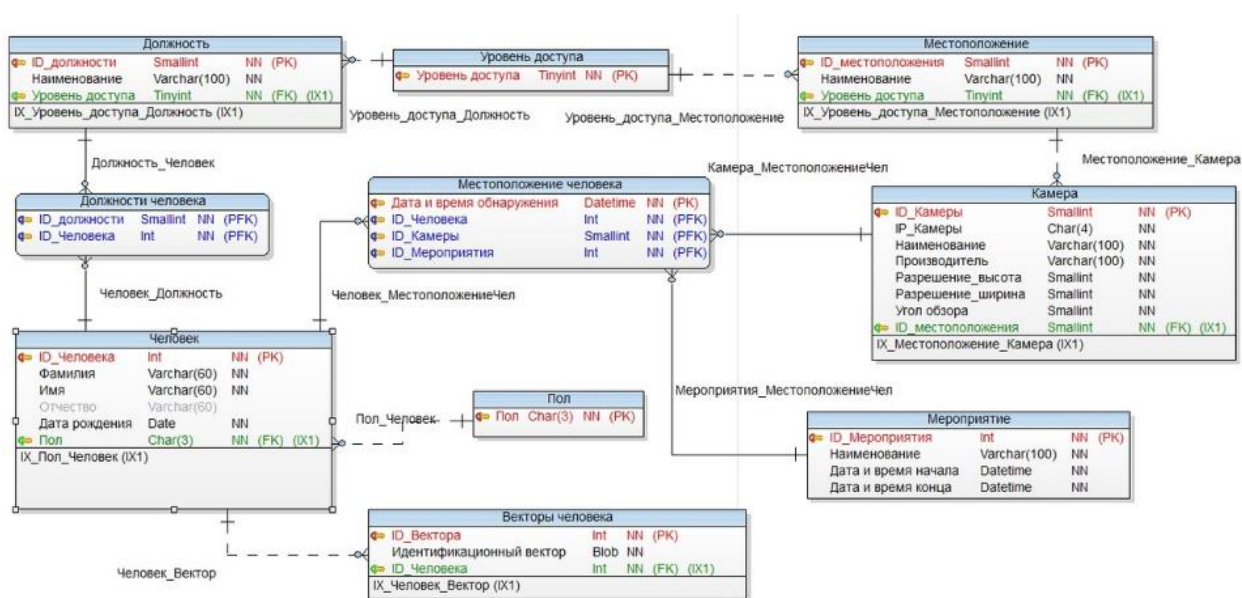 Должность
ID_должности Smallint NN (PK)
Наименование Varchar(100) NN
Уровень доступа Tinyint NN (FK) (IX1)
IX_Уровень_доступа_Должность (IX1)
Уровень доступа
Уровень доступа Tinyint NN (PK)
Местоположение
ID_местоположения Smallint NN (PK)
Наименование Varchar(100) NN
Уровень доступа Tinyint NN (FK) (IX1)
IX_Уровень_доступа_Местоположение (IX1)
Уровень_доступа_Должность
Уровень_доступа_Местоположение
Должность_Человек
Камера_МестоположениеЧел
Местоположение_Камера
Должности человека
ID_должности Smallint NN (PFK)
ID_Человека Int NN (PFK)
Местоположение человека
Дата и время обнаружения Datetime NN (PK)
ID_Человека Int NN (PFK)
ID_Камеры Smallint NN (PFK)
ID_Мероприятия Int NN (PFK)
Камера
ID_Камеры Smallint NN (PK)
IP_Камеры Char(4) NN
Наименование Varchar(100) NN
Производитель Varchar(100) NN
Разрешение_высота Smallint NN
Разрешение_ширина Smallint NN
Угол обзора Smallint NN
ID_местоположения Smallint NN (FK) (IX1)
IX_Местоположение_Камера (IX1)
Человек_Должность
Человек_МестоположениеЧел
Человек
ID_Человека Int NN (PK)
Фамилия Varchar(60) NN
Имя Varchar(60) NN
Отчество Varchar(60)
Дата рождения Date NN
Пол Char(3) NN (FK) (IX1)
IX_Пол_Человек (IX1)
Пол_Человек
Пол
Пол Char(3) NN (PK)
Мероприятия_МестоположениеЧел
Мероприятие
ID_Мероприятия Int NN (PK)
Наименование Varchar(100) NN
Дата и время начала Datetime NN
Дата и время конца Datetime NN
Человек_Вектор
Векторы человека
ID_Вектора Int NN (PK)
Идентификационный вектор Blob NN
ID_Человека Int NN (FK) (IX1)
IX_Человек_Вектор (IX1)